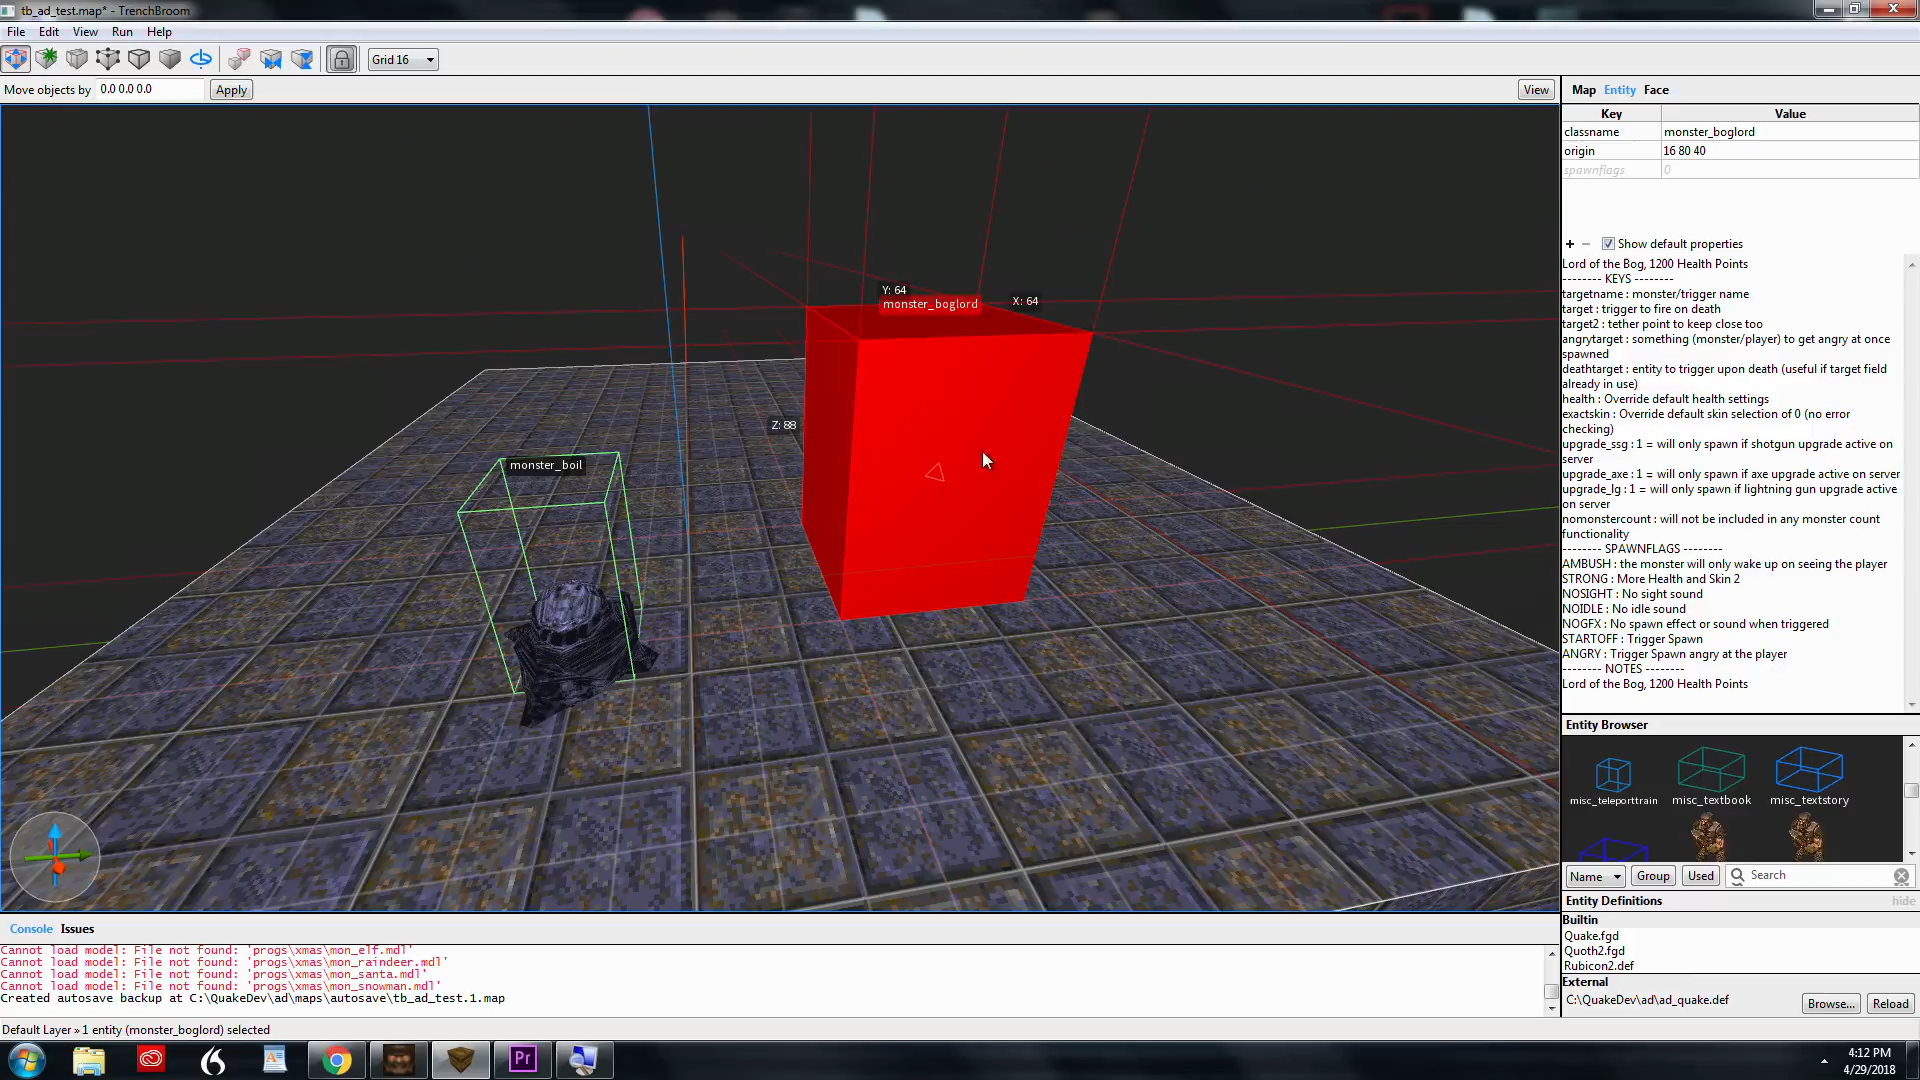 tb_ad_test.map* - TrenchBroom
File Edit View Run Help
Grid 16
Move objects by 0.0 0.0 0.0 Apply
View
Map Entity Face
Key Value
classname monster_boglord
origin 16 80 40
spawnflags 0
+ − Show default properties
Lord of the Bog, 1200 Health Points
-------- KEYS --------
targetname : monster/trigger name
target : trigger to fire on death
target2 : tether point to keep close too
angrytarget : something (monster/player) to get angry at once
spawned
deathtarget : entity to trigger upon death (useful if target field
already in use)
health : Override default health settings
exactskin : Override default skin selection of 0 (no error
checking)
upgrade_ssg : 1 = will only spawn if shotgun upgrade active on
server
upgrade_axe : 1 = will only spawn if axe upgrade active on server
upgrade_lg : 1 = will only spawn if lightning gun upgrade active
on server
nomonstercount : will not be included in any monster count
functionality
-------- SPAWNFLAGS --------
AMBUSH : the monster will only wake up on seeing the player
STRONG : More Health and Skin 2
NOSIGHT : No sight sound
NOIDLE : No idle sound
NOGFX : No spawn effect or sound when triggered
STARTOFF : Trigger Spawn
ANGRY : Trigger Spawn angry at the player
-------- NOTES --------
Lord of the Bog, 1200 Health Points
Y: 64
monster_boglord
X: 64
Z: 88
monster_boil
Entity Browser
misc_teleporttrain misc_textbook misc_textstory
Name Group Used Search
Entity Definitions hide
Builtin
Quake.fgd
Quoth2.fgd
Rubicon2.def
External
C:\QuakeDev\ad\ad_quake.def Browse... Reload
Console Issues
Cannot load model: File not found: 'progs\xmas\mon_elf.mdl'
Cannot load model: File not found: 'progs\xmas\mon_raindeer.mdl'
Cannot load model: File not found: 'progs\xmas\mon_santa.mdl'
Cannot load model: File not found: 'progs\xmas\mon_snowman.mdl'
Created autosave backup at C:\QuakeDev\ad\maps\autosave\tb_ad_test.1.map
Default Layer » 1 entity (monster_boglord) selected
Pr
4:12 PM
4/29/2018